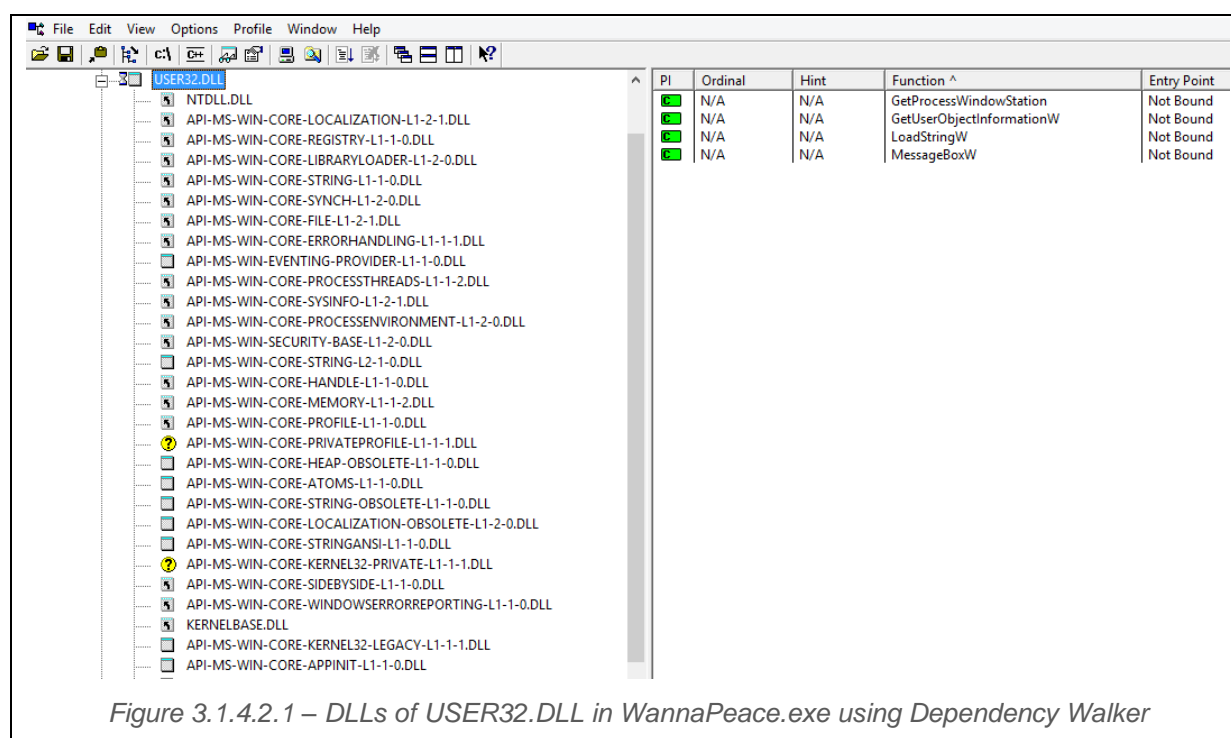 File Edit View Options Profile Window Help
c:\ C++
USER32.DLL
NTDLL.DLL
API-MS-WIN-CORE-LOCALIZATION-L1-2-1.DLL
API-MS-WIN-CORE-REGISTRY-L1-1-0.DLL
API-MS-WIN-CORE-LIBRARYLOADER-L1-2-0.DLL
API-MS-WIN-CORE-STRING-L1-1-0.DLL
API-MS-WIN-CORE-SYNCH-L1-2-0.DLL
API-MS-WIN-CORE-FILE-L1-2-1.DLL
API-MS-WIN-CORE-ERRORHANDLING-L1-1-1.DLL
API-MS-WIN-EVENTING-PROVIDER-L1-1-0.DLL
API-MS-WIN-CORE-PROCESSTHREADS-L1-1-2.DLL
API-MS-WIN-CORE-SYSINFO-L1-2-1.DLL
API-MS-WIN-CORE-PROCESSENVIRONMENT-L1-2-0.DLL
API-MS-WIN-SECURITY-BASE-L1-2-0.DLL
API-MS-WIN-CORE-STRING-L2-1-0.DLL
API-MS-WIN-CORE-HANDLE-L1-1-0.DLL
API-MS-WIN-CORE-MEMORY-L1-1-2.DLL
API-MS-WIN-CORE-PROFILE-L1-1-0.DLL
API-MS-WIN-CORE-PRIVATEPROFILE-L1-1-1.DLL
API-MS-WIN-CORE-HEAP-OBSOLETE-L1-1-0.DLL
API-MS-WIN-CORE-ATOMS-L1-1-0.DLL
API-MS-WIN-CORE-STRING-OBSOLETE-L1-1-0.DLL
API-MS-WIN-CORE-LOCALIZATION-OBSOLETE-L1-2-0.DLL
API-MS-WIN-CORE-STRINGANSI-L1-1-0.DLL
API-MS-WIN-CORE-KERNEL32-PRIVATE-L1-1-1.DLL
API-MS-WIN-CORE-SIDEBYSIDE-L1-1-0.DLL
API-MS-WIN-CORE-WINDOWSERRORREPORTING-L1-1-0.DLL
KERNELBASE.DLL
API-MS-WIN-CORE-KERNEL32-LEGACY-L1-1-1.DLL
API-MS-WIN-CORE-APPINIT-L1-1-0.DLL
PI Ordinal Hint Function ^ Entry Point
C N/A N/A GetProcessWindowStation Not Bound
C N/A N/A GetUserObjectInformationW Not Bound
C N/A N/A LoadStringW Not Bound
C N/A N/A MessageBoxW Not Bound
Figure 3.1.4.2.1 – DLLs of USER32.DLL in WannaPeace.exe using Dependency Walker